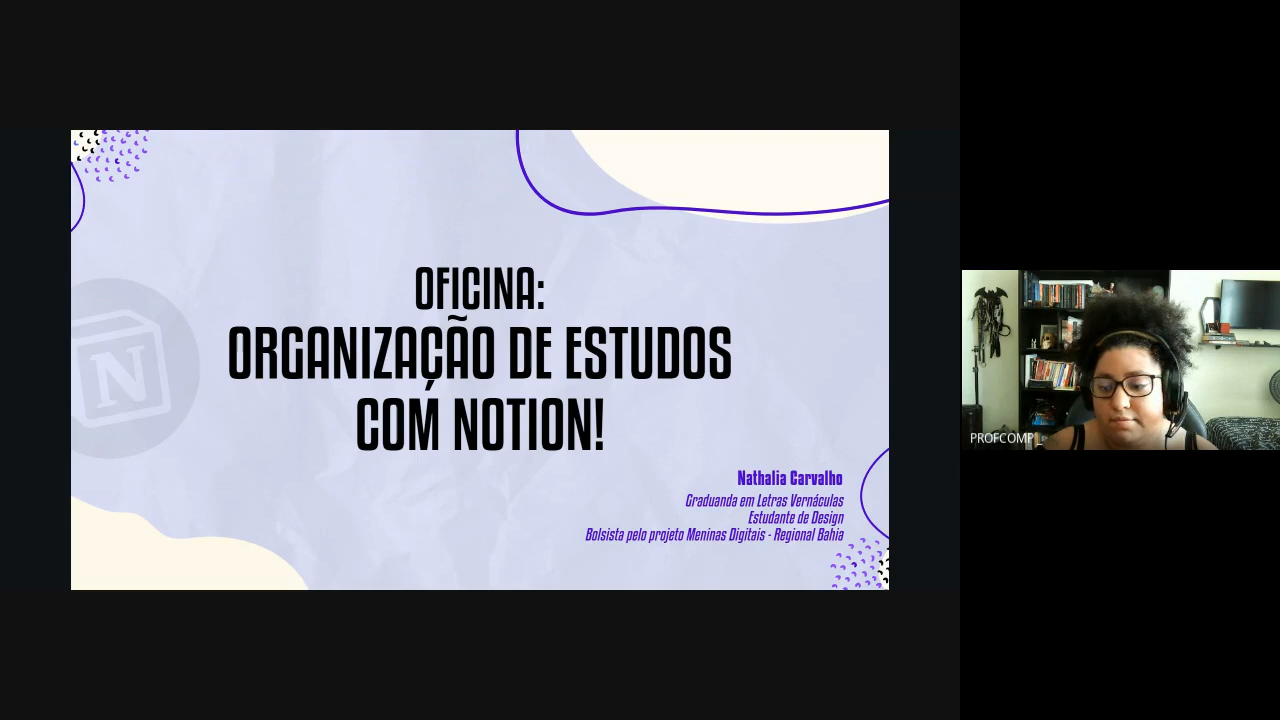 OFICINA:
ORGANIZAÇÃO DE ESTUDOS
COM NOTION!
N
Nathalia Carvalho
Graduanda em Letras Vernáculas
Estudante de Design
Bolsista pelo projeto Meninas Digitais - Regional Bahia
PROFCOMP _